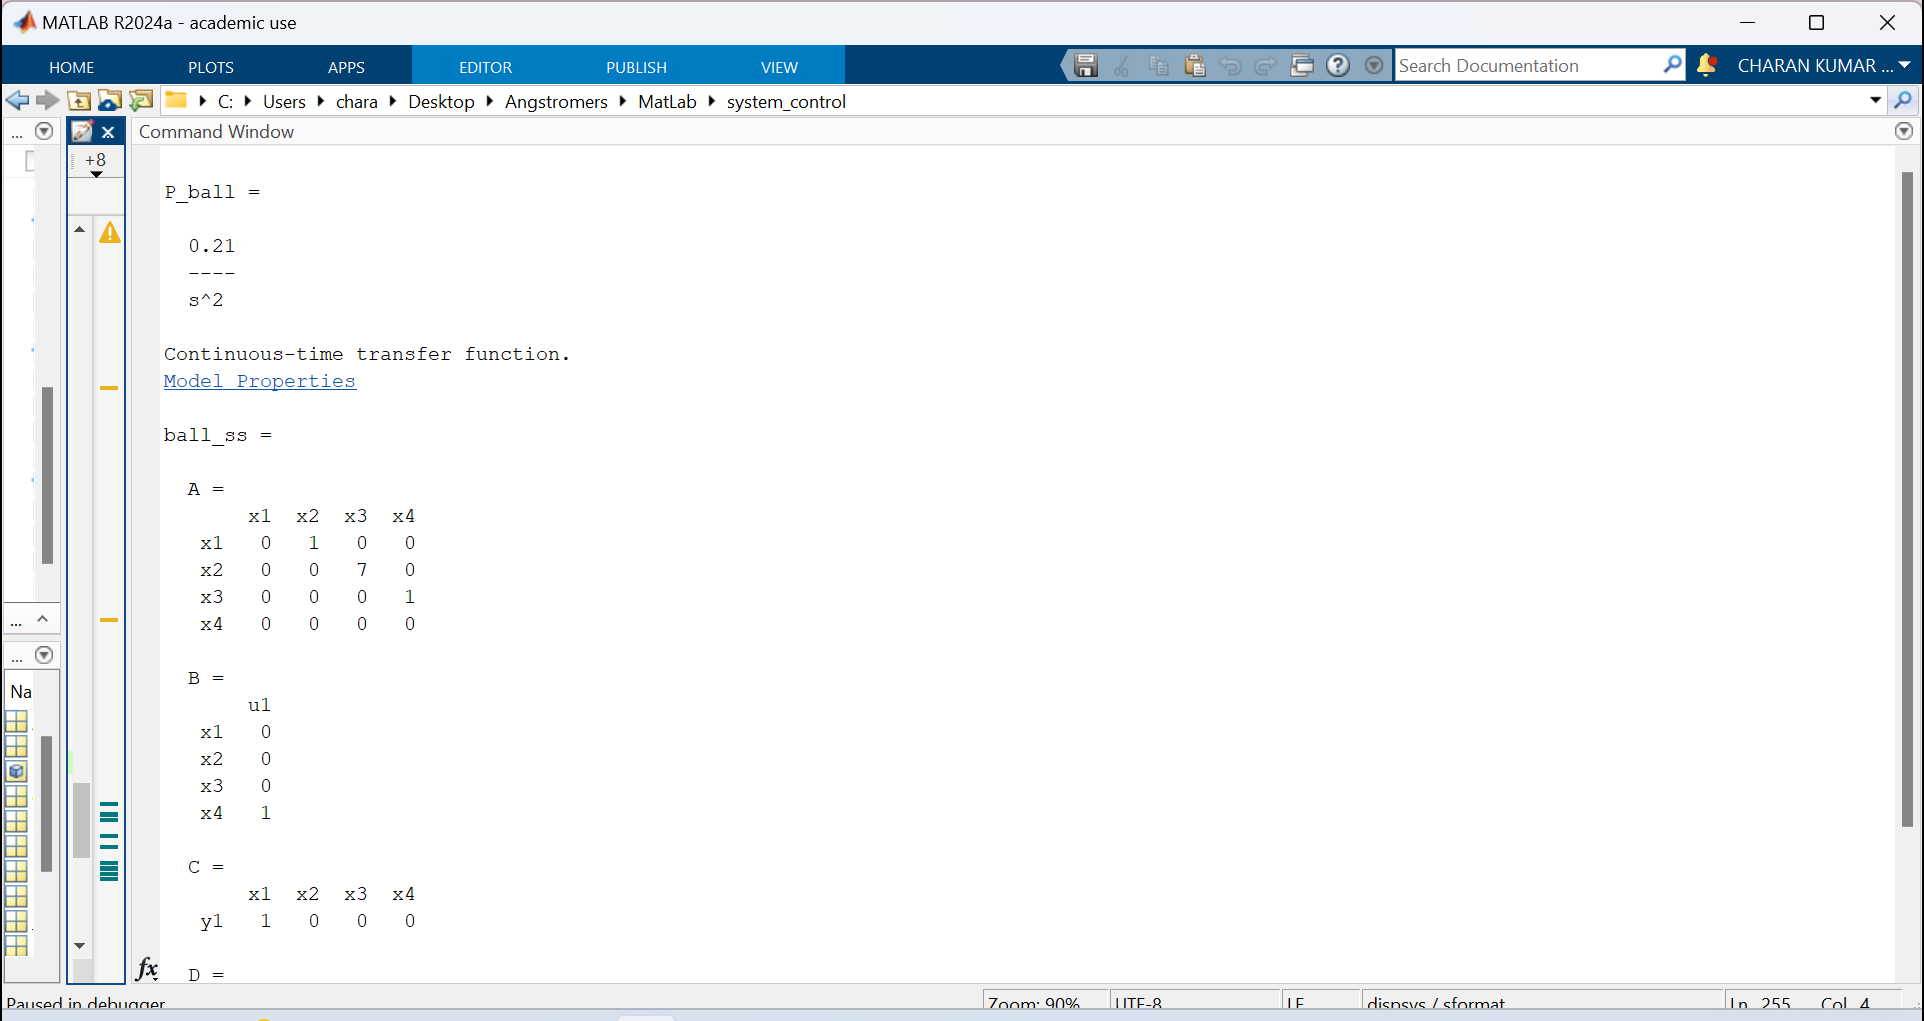 MATLAB R2024a - academic use
HOME PLOTS APPS EDITOR PUBLISH VIEW Search Documentation CHARAN KUMAR ...
C: Users chara Desktop Angstromers MatLab system_control
... Command Window
+8
P_ball =
0.21
----
s^2
Continuous-time transfer function.
Model Properties
ball_ss =
A =
x1 x2 x3 x4
x1 0 1 0 0
x2 0 0 7 0
x3 0 0 0 1
x4 0 0 0 0
...
B =
...
u1
Na
x1 0
x2 0
x3 0
x4 1
C =
x1 x2 x3 x4
y1 1 0 0 0
fx D =
Paused in debugger Zoom: 90% UTF-8 LF dispsys / sformat Ln 255 Col 4